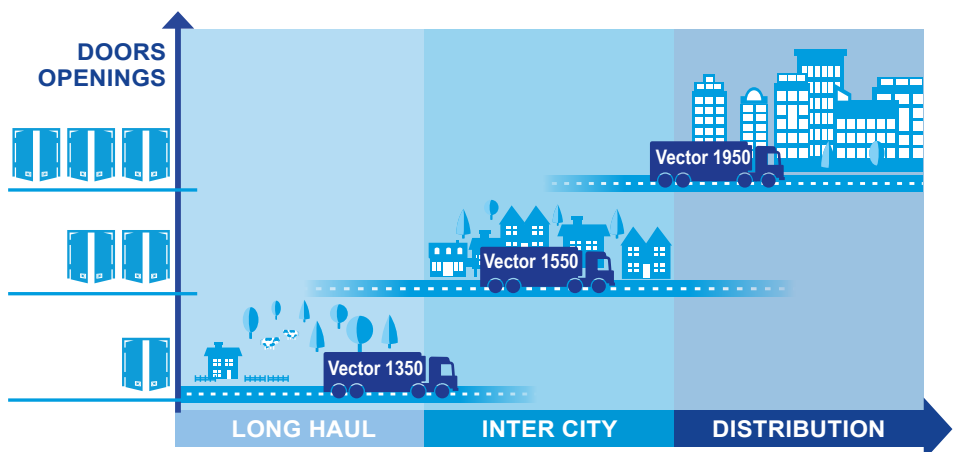 DOORS
OPENINGS
Vector 1950
Vector 1550
Vector 1350
LONG HAUL
INTER CITY
DISTRIBUTION